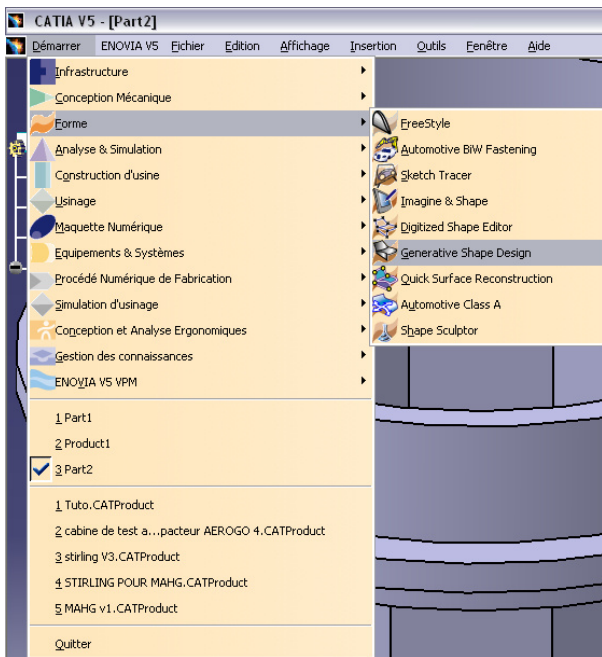 CATIA V5 - [Part2]
Démarrer ENOVIA V5 Fichier Edition Affichage Insertion Outils Fenêtre Aide
Infrastructure
Conception Mécanique
Forme
Analyse & Simulation
Construction d'usine
Usinage
Maquette Numérique
Equipements & Systèmes
Procédé Numérique de Fabrication
Simulation d'usinage
Conception et Analyse Ergonomiques
Gestion des connaissances
ENOVIA V5 VPM
1 Part1
2 Product1
3 Part2
1 Tuto.CATProduct
2 cabine de test a...pacteur AEROGO 4.CATProduct
3 stirling V3.CATProduct
4 STIRLING POUR MAHG.CATProduct
5 MAHG v1.CATProduct
Quitter
FreeStyle
Automotive BiW Fastening
Sketch Tracer
Imagine & Shape
Digitized Shape Editor
Generative Shape Design
Quick Surface Reconstruction
Automotive Class A
Shape Sculptor